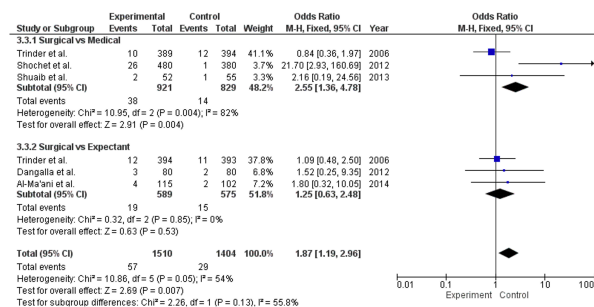 Experimental Control Odds Ratio Odds Ratio
Study or Subgroup Events Total Events Total Weight M-H, Fixed, 95% CI Year M-H, Fixed, 95% CI
3.3.1 Surgical vs Medical
Trinder et al. 10 389 12 394 41.1% 0.84 [0.36, 1.97] 2006
Shochet et al. 26 480 1 380 3.7% 21.70 [2.93, 160.69] 2012
Shuaib et al. 2 52 1 55 3.3% 2.16 [0.19, 24.56] 2013
Subtotal (95% CI) 921 829 48.2% 2.55 [1.36, 4.78]
Total events 38 14
Heterogeneity: Chi² = 10.95, df = 2 (P = 0.004); I² = 82%
Test for overall effect: Z = 2.91 (P = 0.004)
3.3.2 Surgical vs Expectant
Trinder et al. 12 394 11 393 37.8% 1.09 [0.48, 2.50] 2006
Dangalla et al. 3 80 2 80 6.8% 1.52 [0.25, 9.35] 2012
Al-Ma'ani et al. 4 115 2 102 7.2% 1.80 [0.32, 10.05] 2014
Subtotal (95% CI) 589 575 51.8% 1.25 [0.63, 2.48]
Total events 19 15
Heterogeneity: Chi² = 0.32, df = 2 (P = 0.85); I² = 0%
Test for overall effect: Z = 0.63 (P = 0.53)
Total (95% CI) 1510 1404 100.0% 1.87 [1.19, 2.96]
Total events 57 29
Heterogeneity: Chi² = 10.86, df = 5 (P = 0.05); I² = 54%
Test for overall effect: Z = 2.69 (P = 0.007)
Test for subgroup differences: Chi² = 2.26, df = 1 (P = 0.13), I² = 55.8%
0.01 0.1 1 10 100
Experiment Control